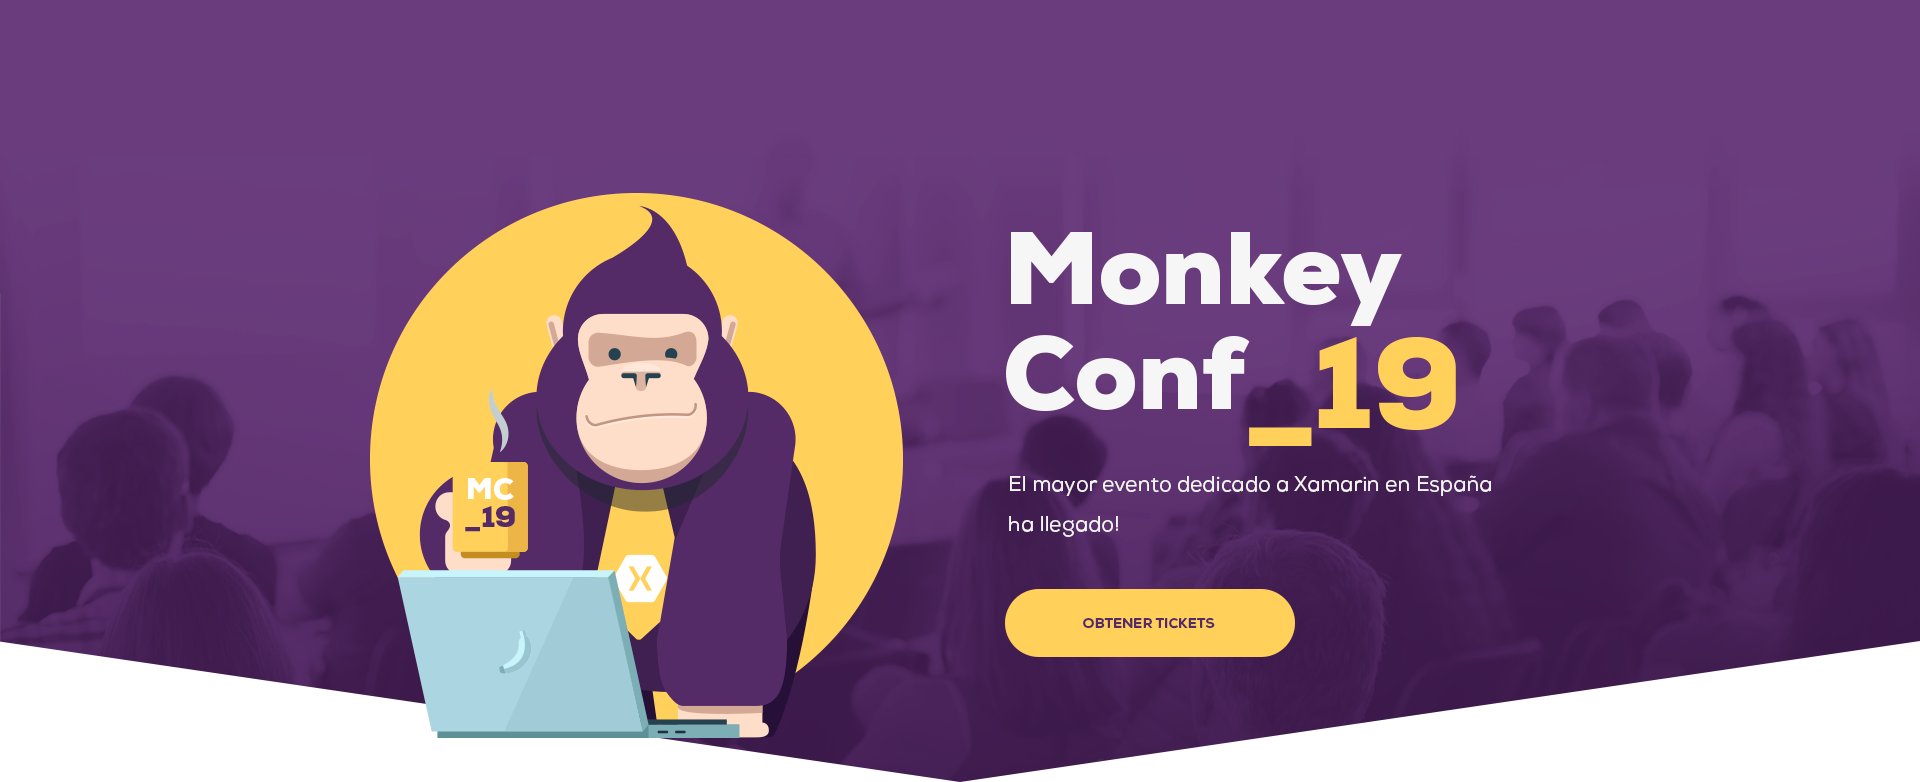 Monkey
Conf_19
El mayor evento dedicado a Xamarin en España
ha llegado!
OBTENER TICKETS
MC
_19
X